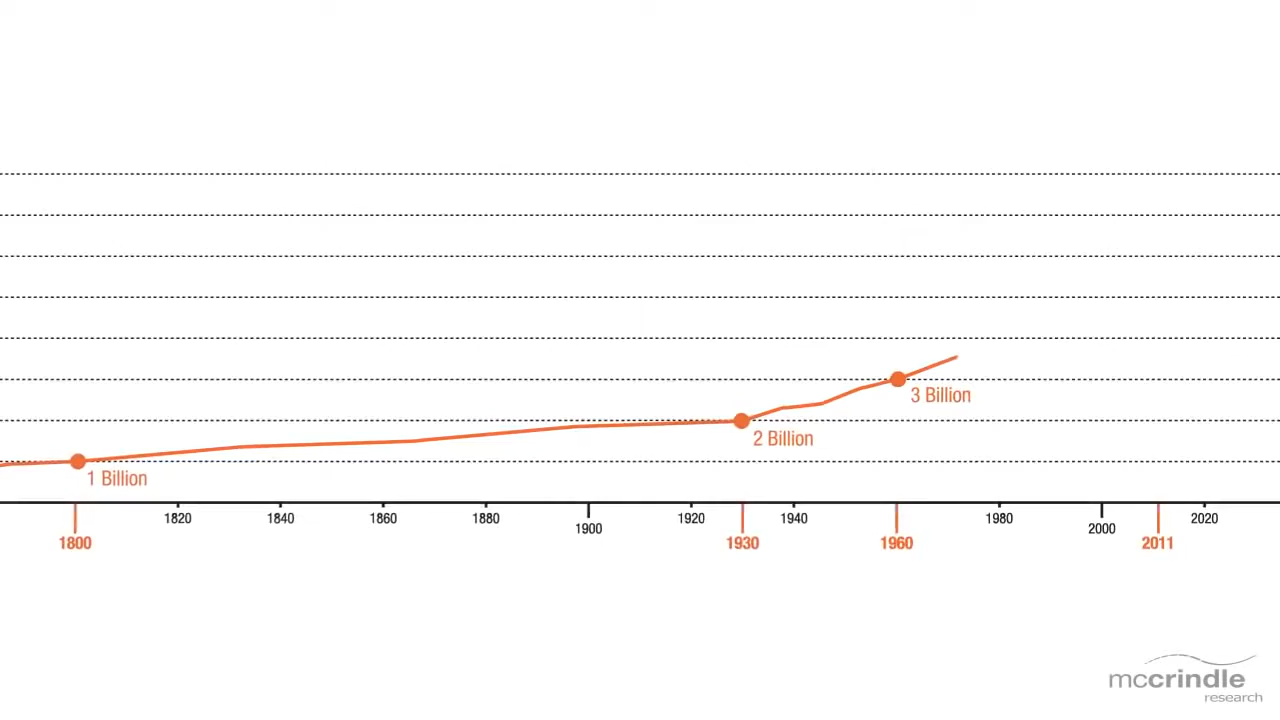 3 Billion
2 Billion
1 Billion
1820 1840 1860 1880 1900 1920 1940 1980 2000 2020
1800 1930 1960 2011
mccrindle
research